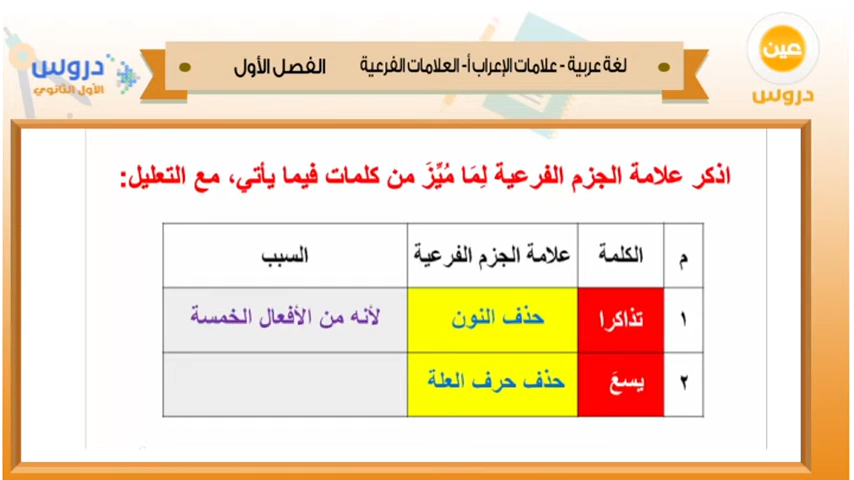 عين
دروس
لغة عربية - علامات الإعراب أ- العلامات الفرعية الفصل الأول
دروس
الأول الثانوي
اذكر علامة الجزم الفرعية لِمَا مُيِّزَ من كلمات فيما يأتي، مع التعليل:
م الكلمة علامة الجزم الفرعية السبب
١ تذاكرا حذف النون لأنه من الأفعال الخمسة
٢ يسعَ حذف حرف العلة